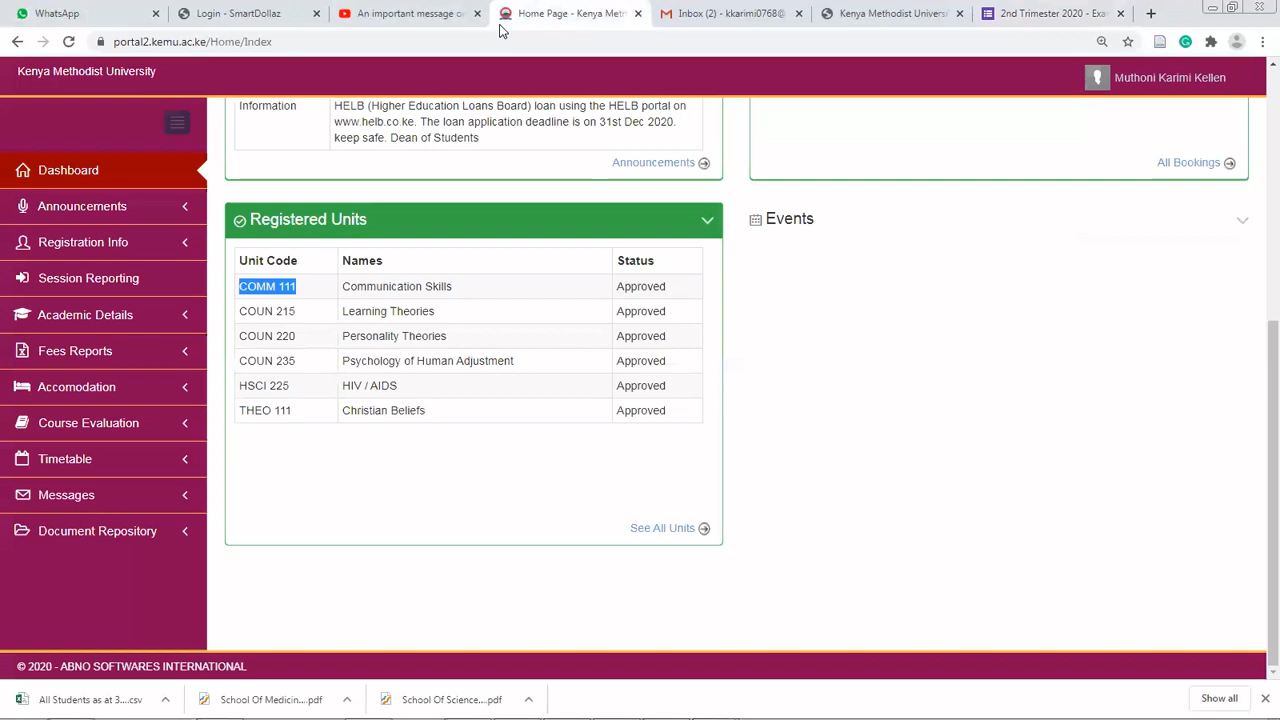 WhatsApp
Login - SmartDollaz
An important message o
Home Page - Kenya Met
Inbox (2) - kkarimi0768@
Kenya Methodist Universi
2nd Trimester 2020 - Exa
portal2.kemu.ac.ke/Home/Index
Kenya Methodist University
Muthoni Karimi Kellen
Dashboard
Announcements
Registration Info
Session Reporting
Academic Details
Fees Reports
Accomodation
Course Evaluation
Timetable
Messages
Document Repository
Information
HELB (Higher Education Loans Board) loan using the HELB portal on
www.helb.co.ke. The loan application deadline is on 31st Dec 2020.
keep safe. Dean of Students
Announcements
All Bookings
Registered Units
Unit Code Names Status
COMM 111 Communication Skills Approved
COUN 215 Learning Theories Approved
COUN 220 Personality Theories Approved
COUN 235 Psychology of Human Adjustment Approved
HSCI 225 HIV / AIDS Approved
THEO 111 Christian Beliefs Approved
See All Units
Events
© 2020 - ABNO SOFTWARES INTERNATIONAL
All Students as at 3....csv
School Of Medicin....pdf
School Of Science....pdf
Show all